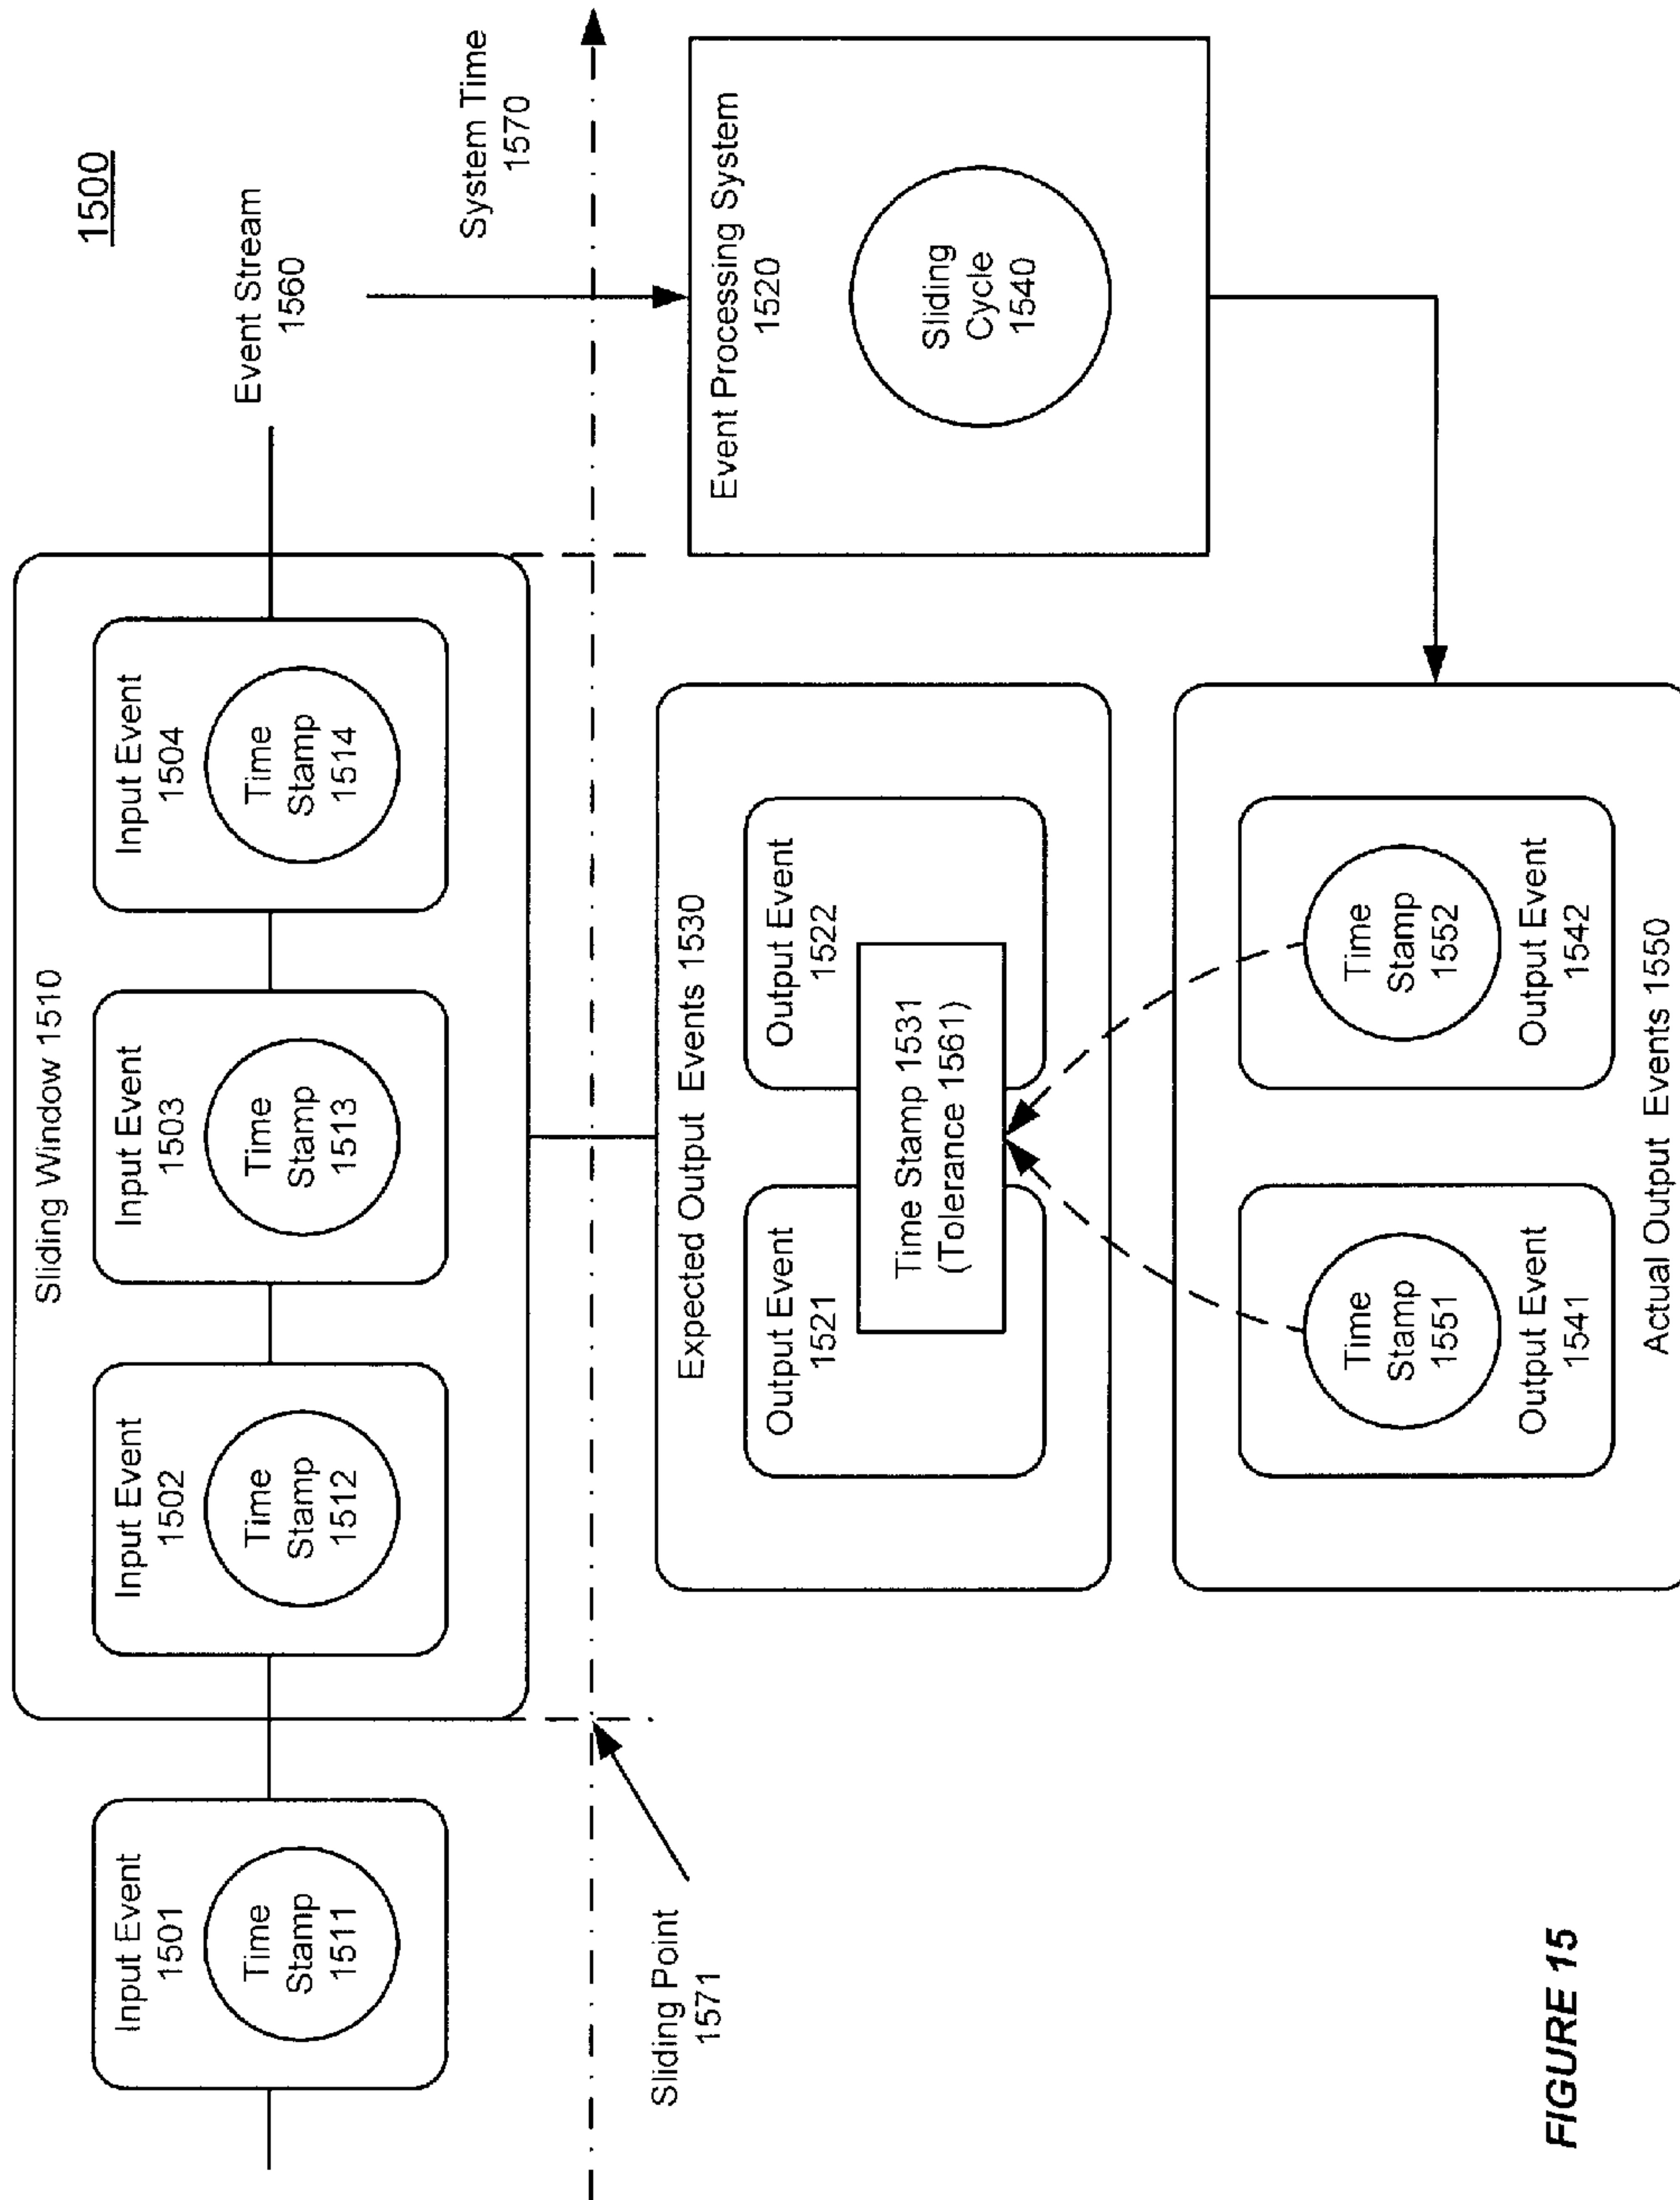 1500
Sliding Window 1510
Input Event
1501
Time
Stamp
1511
Input Event
1502
Time
Stamp
1512
Input Event
1503
Time
Stamp
1513
Input Event
1504
Time
Stamp
1514
Event Stream
1560
System Time
1570
Sliding Point
1571
Expected Output Events 1530
Output Event
1521
Output Event
1522
Time Stamp 1531
(Tolerance 1561)
Event Processing System
1520
Sliding
Cycle
1540
Time
Stamp
1551
Output Event
1541
Time
Stamp
1552
Output Event
1542
Actual Output Events 1550
FIGURE 15